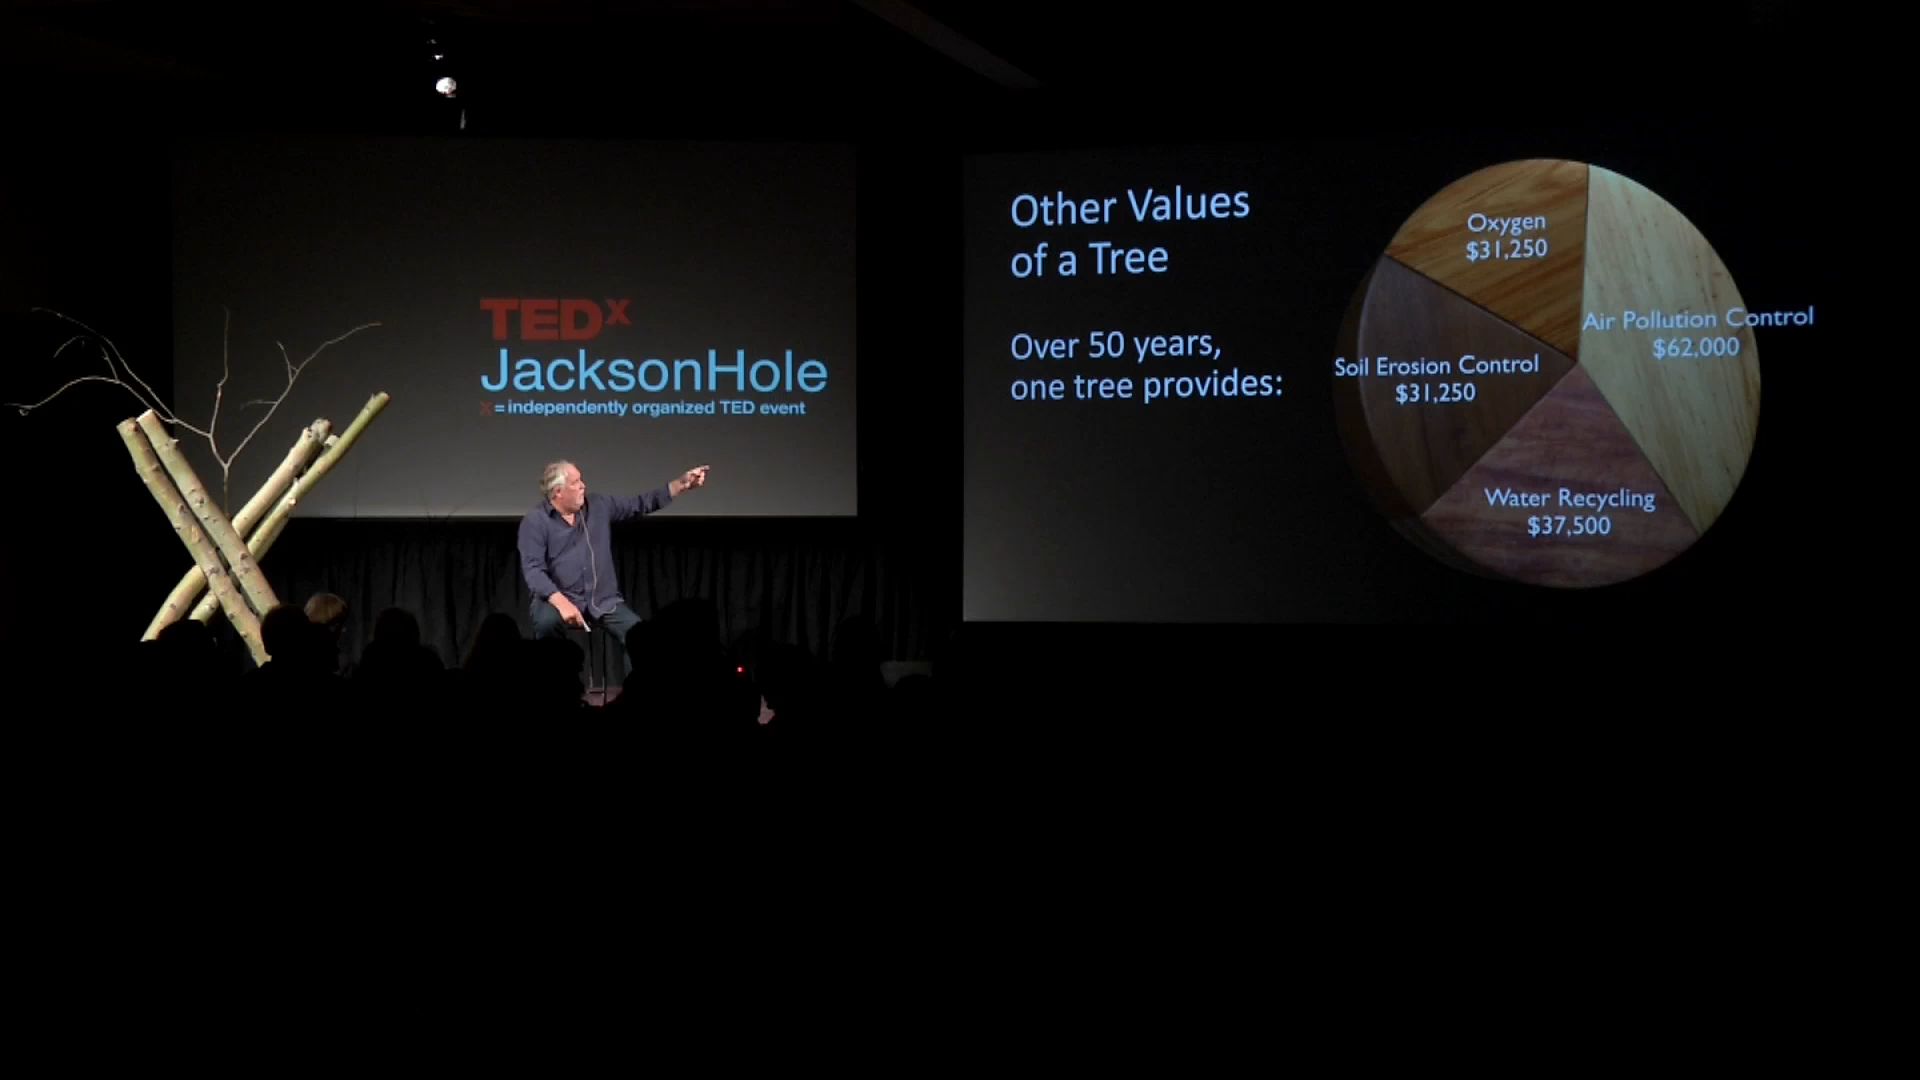 TEDx
JacksonHole
x = independently organized TED event
Other Values
of a Tree
Over 50 years,
one tree provides:
Oxygen
$31,250
Air Pollution Control
$62,000
Soil Erosion Control
$31,250
Water Recycling
$37,500